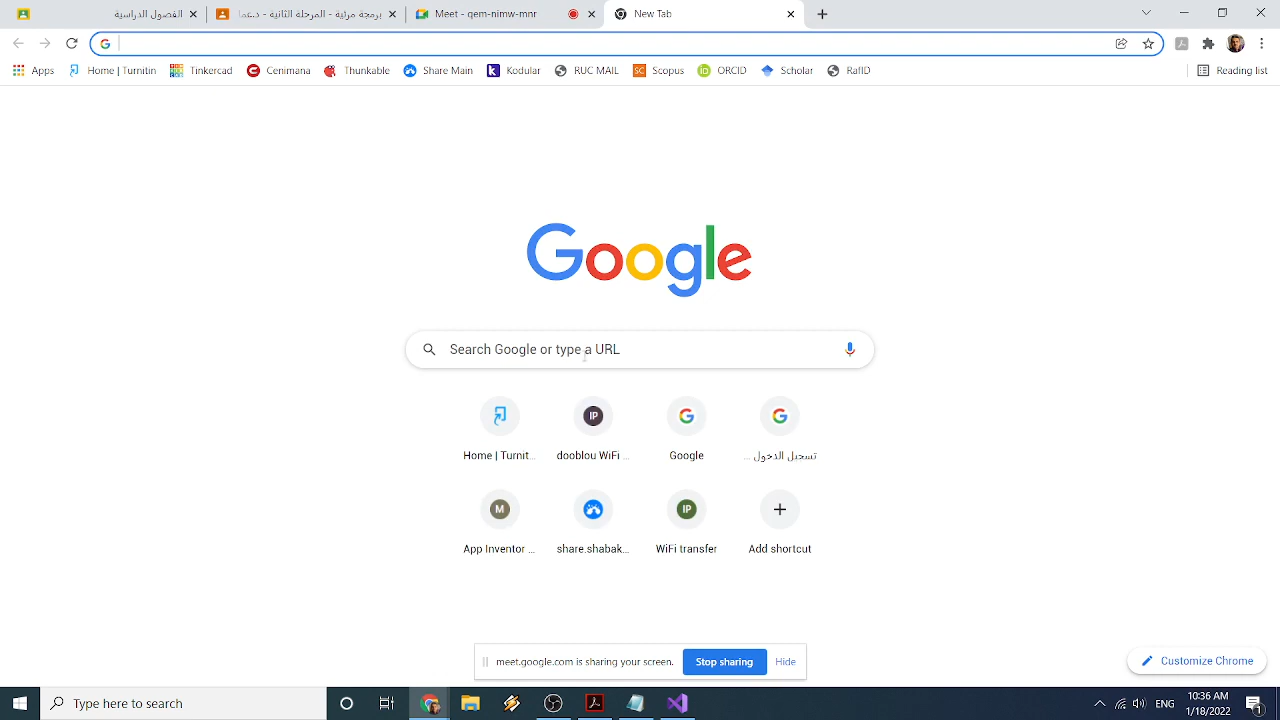 الفصول الدراسية
برمجة مرئية - المرحلة الثانية - د.عما
Meet - qem-nimw-mnr
New Tab
Apps
Home | Turnitin
Tinkercad
Cenimana
Thunkable
Share Main
Kodular
RUC MAIL
Scopus
ORCID
Scholar
RafID
Reading list
Google
Search Google or type a URL
Home | Turnit...
dooblou WiFi ...
Google
تسجيل الدخول ...
App Inventor ...
share.shabak...
WiFi transfer
Add shortcut
meet.google.com is sharing your screen.
Stop sharing
Hide
Customize Chrome
Type here to search
ENG
10:36 AM
1/18/2022